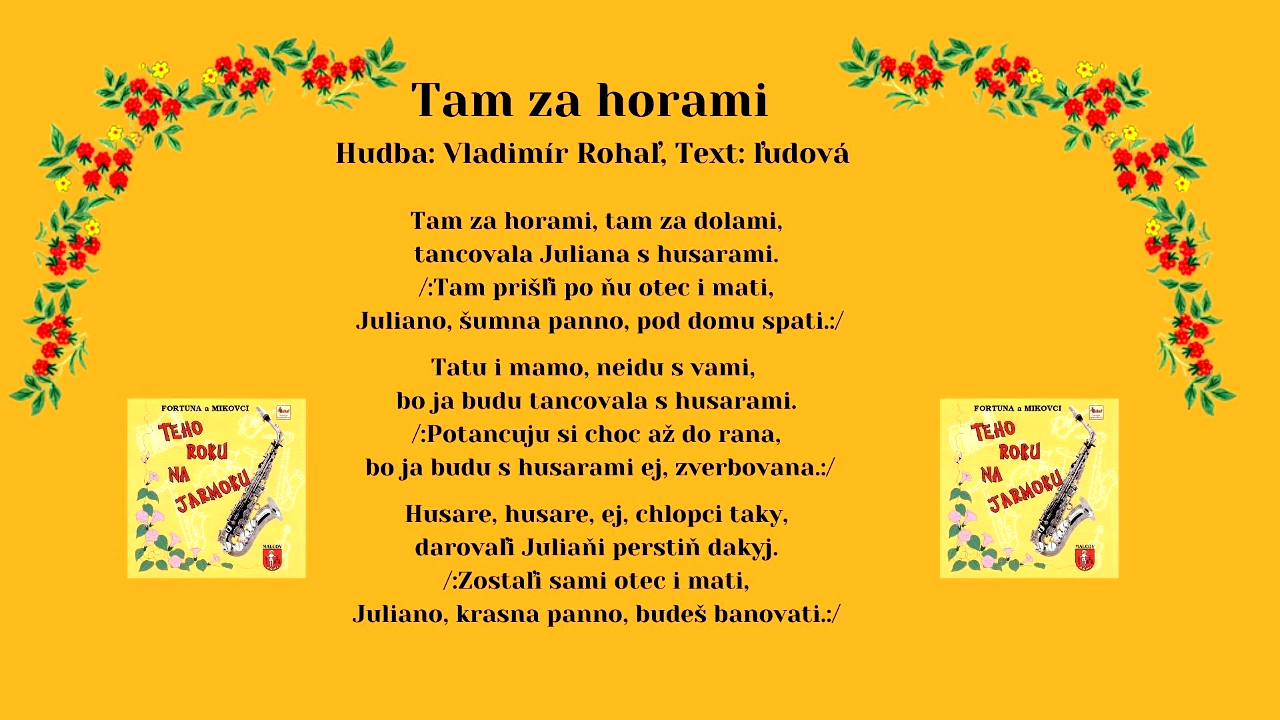 Tam za horami
Hudba: Vladimír Rohaľ, Text: ľudová
Tam za horami, tam za dolami,
tancovala Juliana s husarami.
/:Tam prišľi po ňu otec i mati,
Juliano, šumna panno, pod domu spati.:/
Tatu i mamo, neidu s vami,
bo ja budu tancovala s husarami.
/:Potancuju si choc až do rana,
bo ja budu s husarami ej, zverbovana.:/
Husare, husare, ej, chlopci taky,
darovaľi Juliaňi perstiň dakyj.
/:Zostaľi sami otec i mati,
Juliano, krasna panno, budeš banovati.:/
FORTUNA a MIKOVCI
TEHO
ROKU
NA
JARMOKU
MALCOV
FORTUNA a MIKOVCI
TEHO
ROKU
NA
JARMOKU
MALCOV